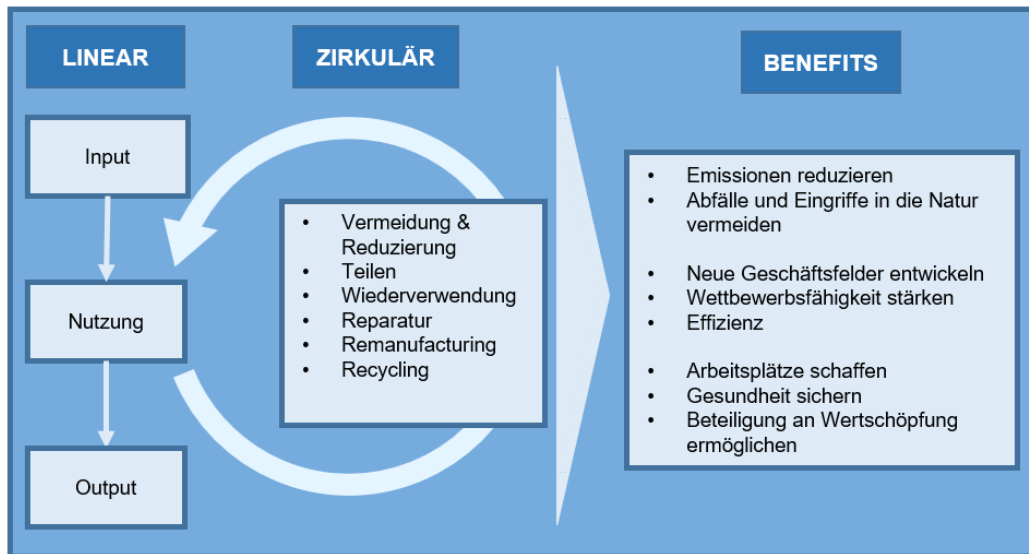 LINEAR
Input
Nutzung
Output
ZIRKULÄR
• Vermeidung &
Reduzierung
• Teilen
• Wiederverwendung
• Reparatur
• Remanufacturing
• Recycling
BENEFITS
• Emissionen reduzieren
• Abfälle und Eingriffe in die Natur
vermeiden
• Neue Geschäftsfelder entwickeln
• Wettbewerbsfähigkeit stärken
• Effizienz
• Arbeitsplätze schaffen
• Gesundheit sichern
• Beteiligung an Wertschöpfung
ermöglichen